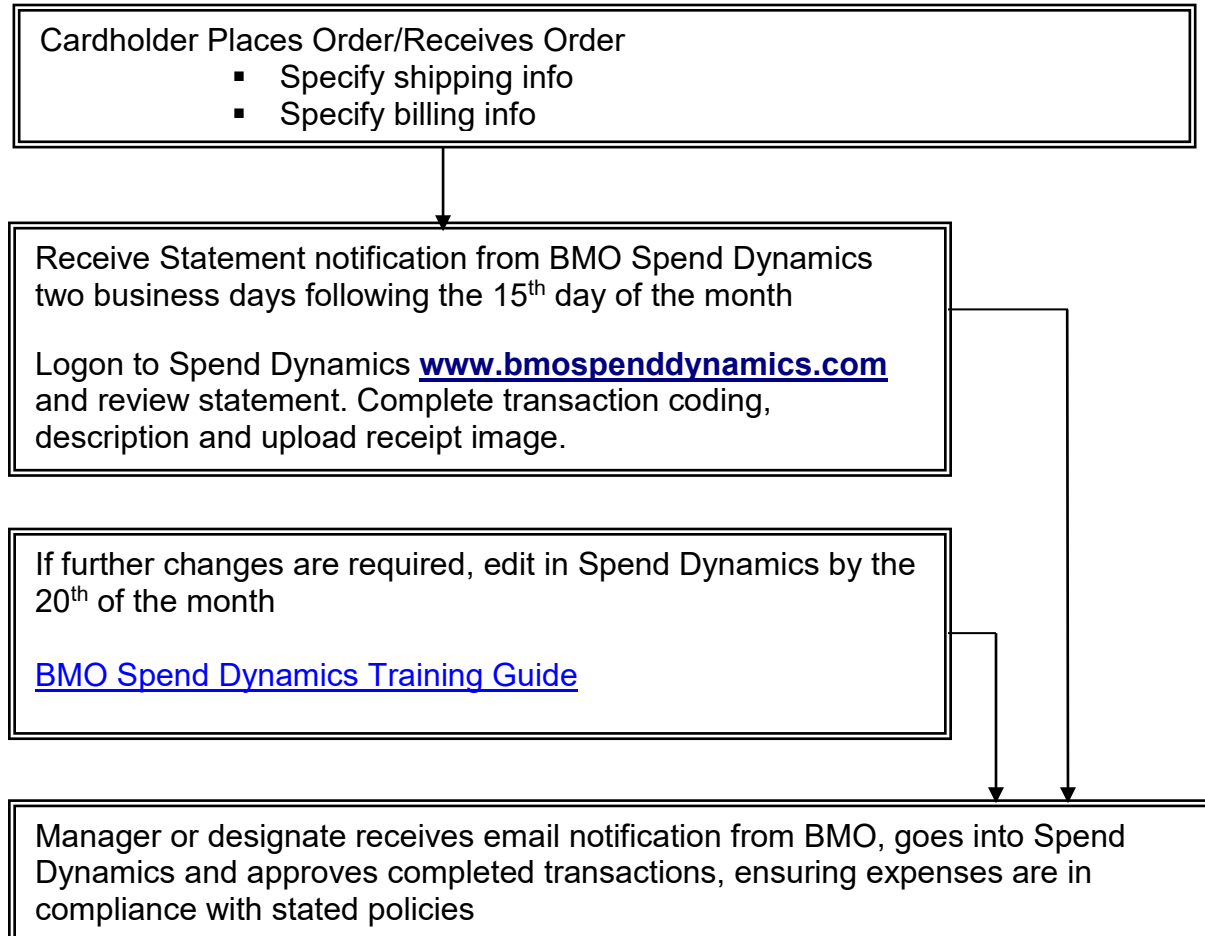 Cardholder Places Order/Receives Order
▪ Specify shipping info
▪ Specify billing info
Receive Statement notification from BMO Spend Dynamics
two business days following the 15th day of the month
Logon to Spend Dynamics www.bmospenddynamics.com
and review statement. Complete transaction coding,
description and upload receipt image.
If further changes are required, edit in Spend Dynamics by the
20th of the month
BMO Spend Dynamics Training Guide
Manager or designate receives email notification from BMO, goes into Spend
Dynamics and approves completed transactions, ensuring expenses are in
compliance with stated policies